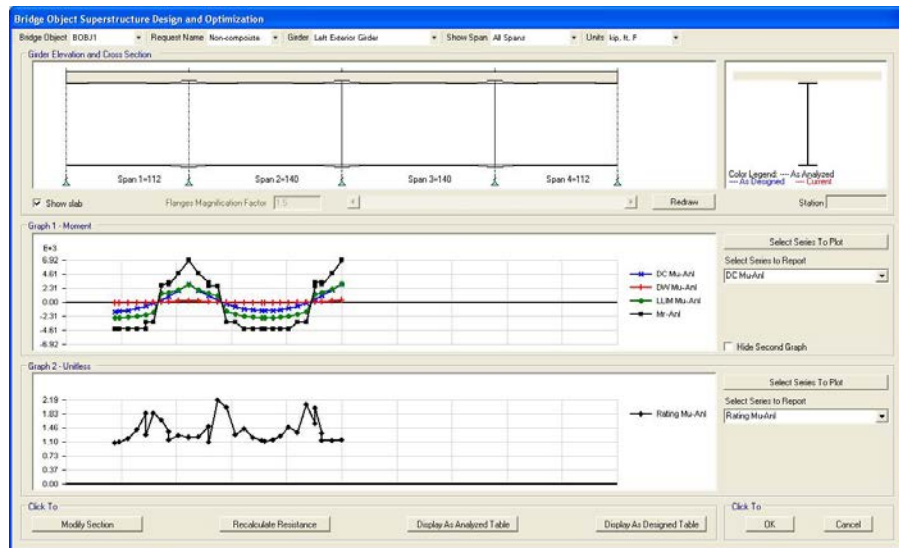 Bridge Object Superstructure Design and Optimization
Bridge Object BOBJ1 Request Name Non-composite Girder Left Exterior Girder Show Span All Spans Units kip, ft, F
Girder Elevation and Cross Section
Span 1=112 Span 2=140 Span 3=140 Span 4=112
Color Legend: --- As Analyzed
--- As Designed --- Current
Show slab Flanges Magnification Factor 1.5 Redraw Station
Graph 1 - Moment
E+3
6.92
4.61
2.31
0.00
-2.31
-4.61
-6.92
DC Mu-Anl
DW Mu-Anl
LLIM Mu-Anl
Mr-Anl
Select Series To Plot
Select Series to Report
DC Mu-Anl
Hide Second Graph
Graph 2 - Unitless
2.19
1.83
1.46
1.10
0.73
0.37
0.00
Rating Mu-Anl
Select Series To Plot
Select Series to Report
Rating Mu-Anl
Click To
Modify Section Recalculate Resistance Display As Analyzed Table Display As Designed Table
Click To
OK Cancel